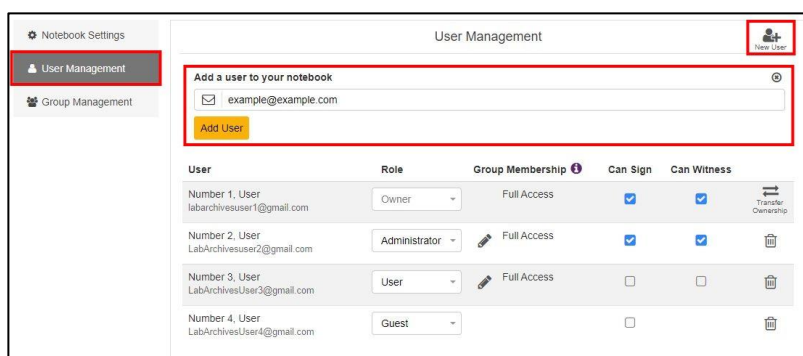 Notebook Settings
User Management
New User
User Management
Group Management
Add a user to your notebook
example@example.com
Add User
User Role Group Membership Can Sign Can Witness
Number 1, User
labarchivesuser1@gmail.com
Owner
Full Access
Transfer
Ownership
Number 2, User
LabArchivesuser2@gmail.com
Administrator
Full Access
Number 3, User
LabArchivesUser3@gmail.com
User
Full Access
Number 4, User
LabArchivesUser4@gmail.com
Guest